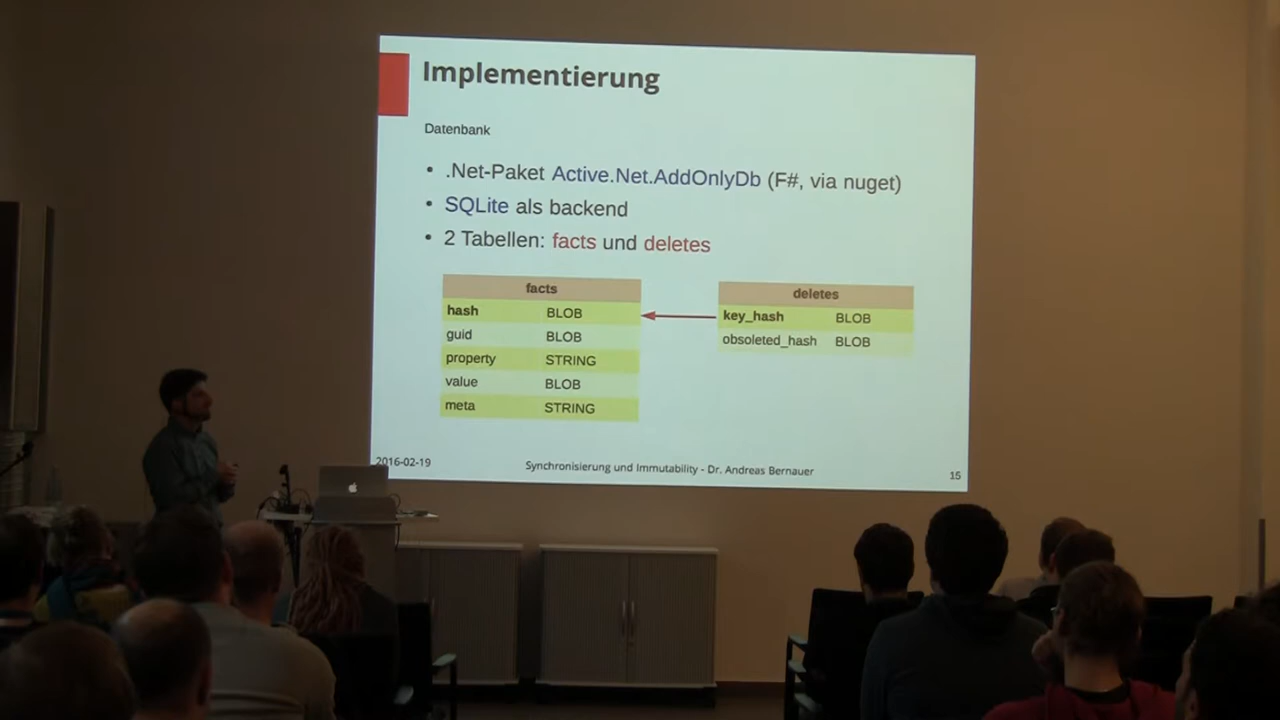 Implementierung
Datenbank
• .Net-Paket Active.Net.AddOnlyDb (F#, via nuget)
• SQLite als backend
• 2 Tabellen: facts und deletes
facts
hash BLOB
guid BLOB
property STRING
value BLOB
meta STRING
deletes
key_hash BLOB
obsoleted_hash BLOB
2016-02-19
Synchronisierung und Immutability - Dr. Andreas Bernauer
15